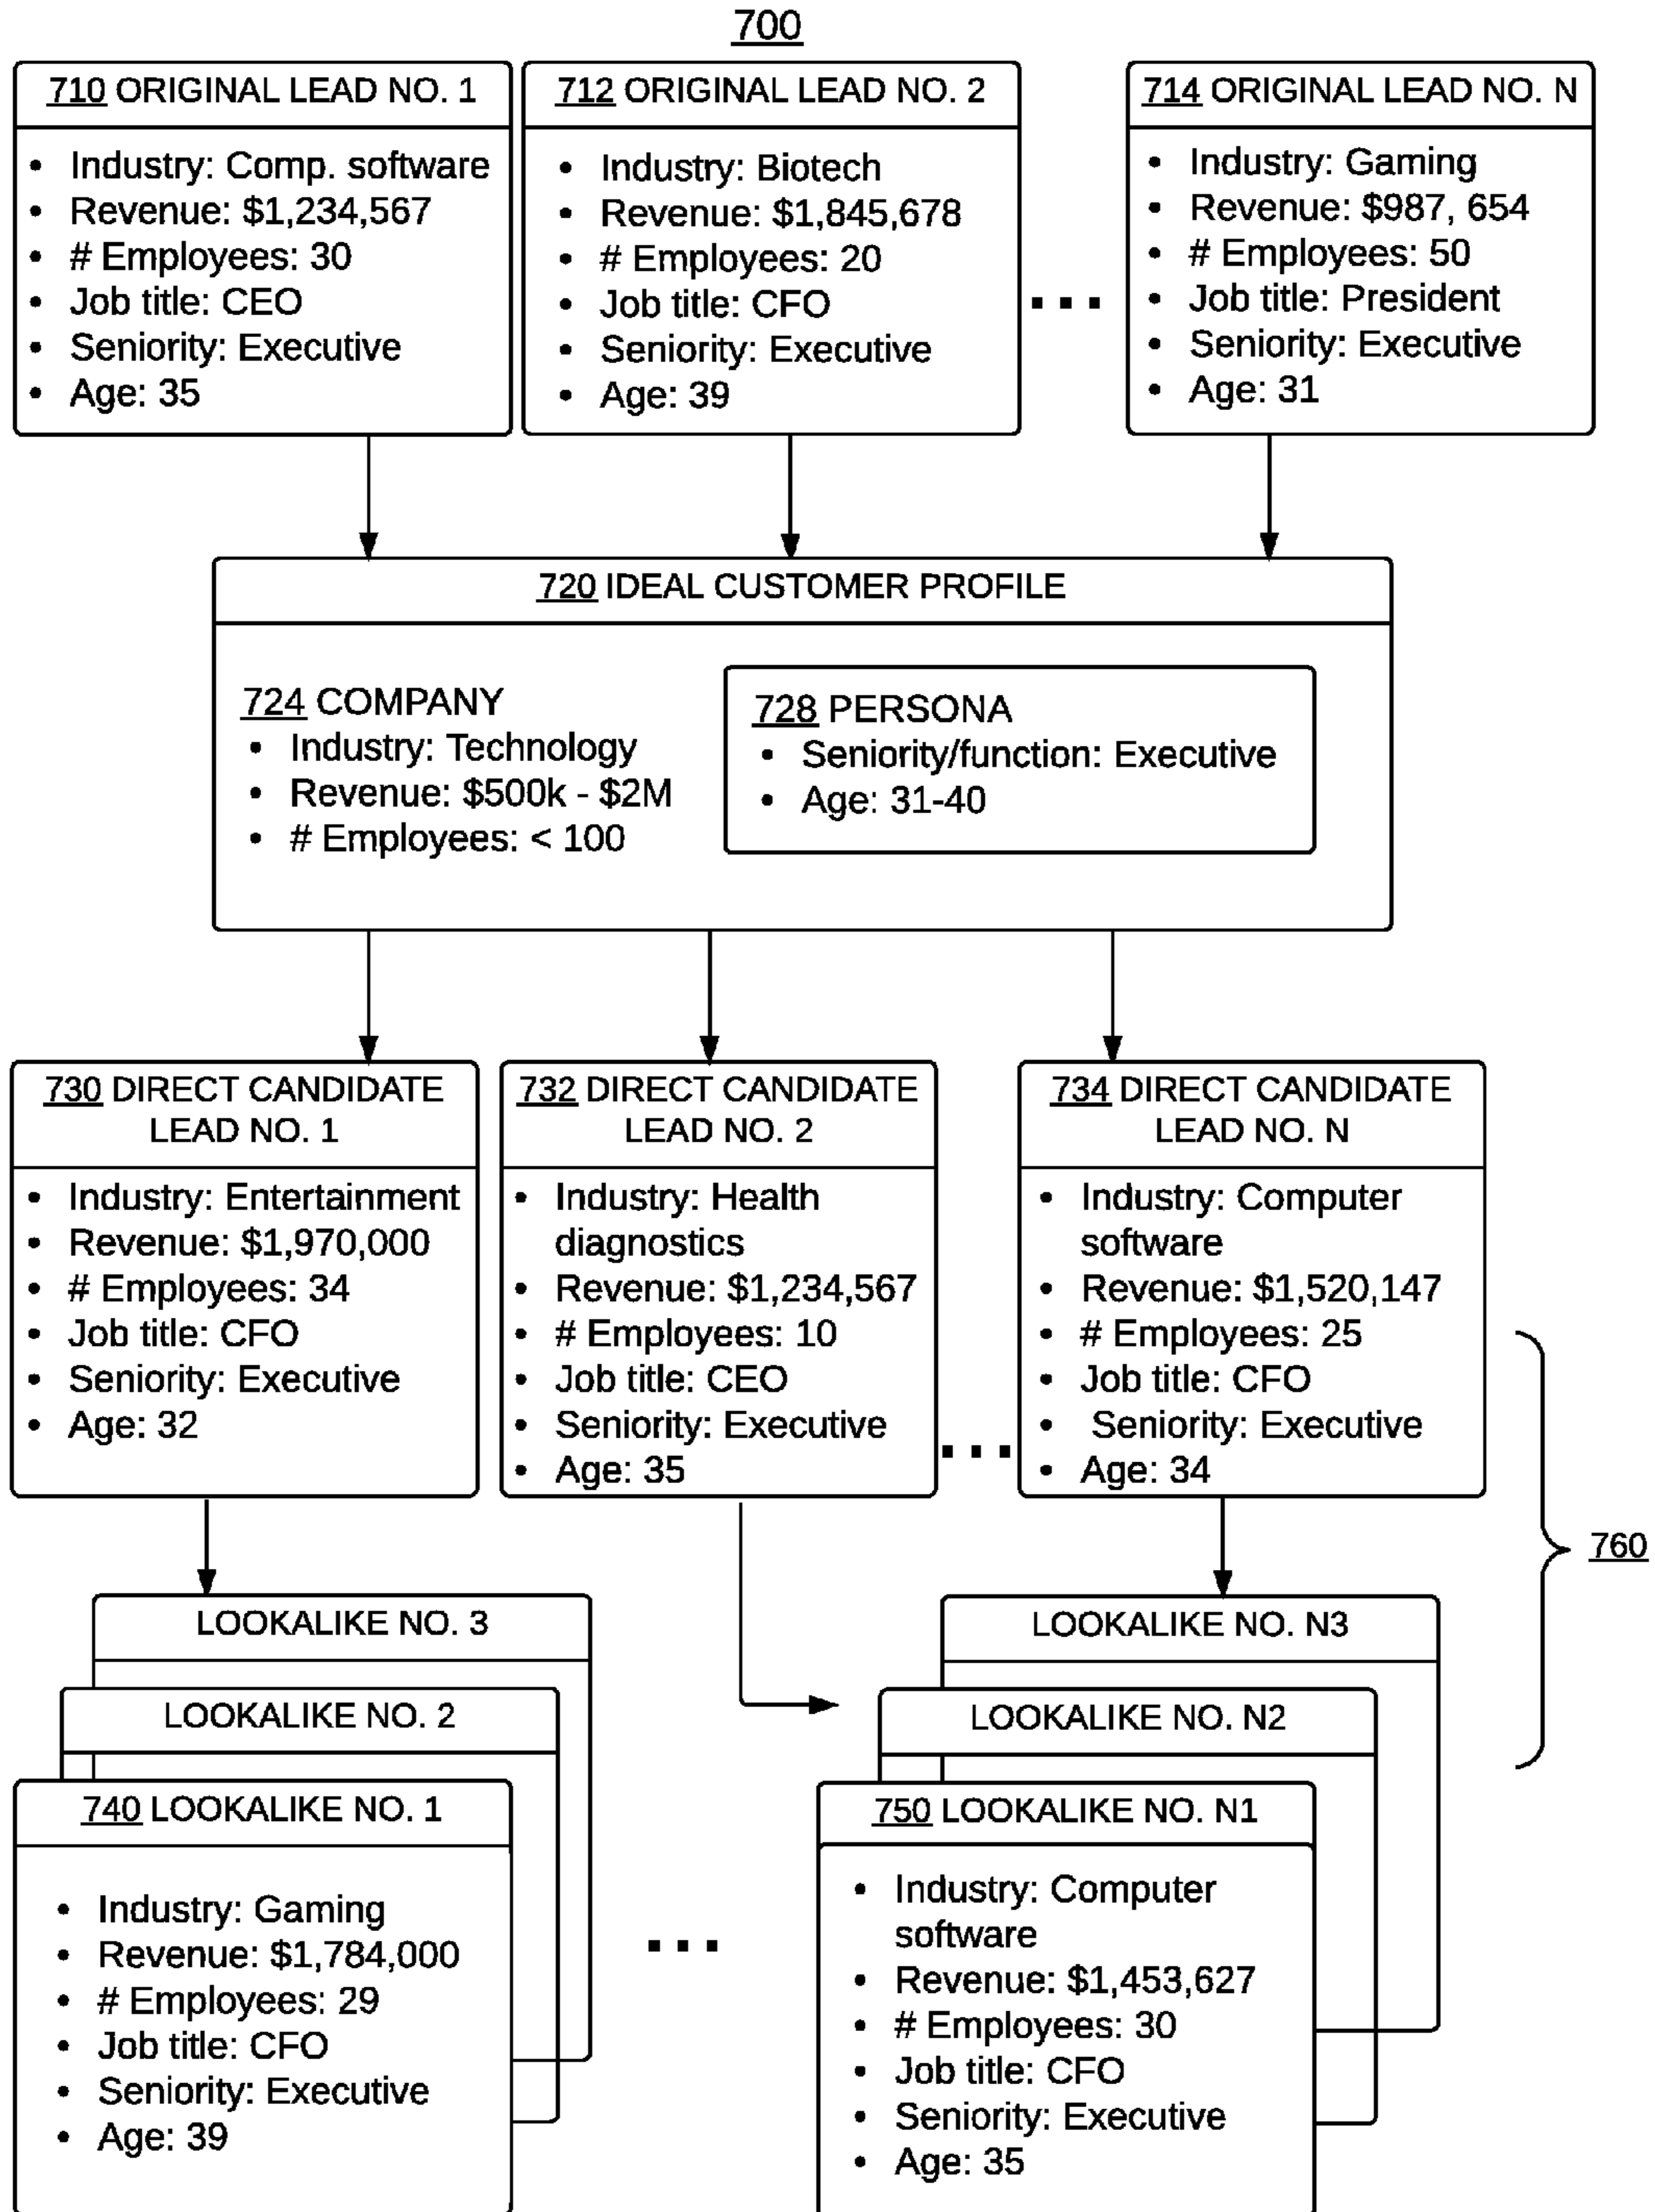 700
710 ORIGINAL LEAD NO. 1
• Industry: Comp. software
• Revenue: $1,234,567
• # Employees: 30
• Job title: CEO
• Seniority: Executive
• Age: 35
712 ORIGINAL LEAD NO. 2
• Industry: Biotech
• Revenue: $1,845,678
• # Employees: 20
• Job title: CFO
• Seniority: Executive
• Age: 39
...
714 ORIGINAL LEAD NO. N
• Industry: Gaming
• Revenue: $987, 654
• # Employees: 50
• Job title: President
• Seniority: Executive
• Age: 31
720 IDEAL CUSTOMER PROFILE
724 COMPANY
• Industry: Technology
• Revenue: $500k - $2M
• # Employees: < 100
728 PERSONA
• Seniority/function: Executive
• Age: 31-40
730 DIRECT CANDIDATE
LEAD NO. 1
• Industry: Entertainment
• Revenue: $1,970,000
• # Employees: 34
• Job title: CFO
• Seniority: Executive
• Age: 32
732 DIRECT CANDIDATE
LEAD NO. 2
• Industry: Health
diagnostics
• Revenue: $1,234,567
• # Employees: 10
• Job title: CEO
• Seniority: Executive
• Age: 35
...
734 DIRECT CANDIDATE
LEAD NO. N
• Industry: Computer
software
• Revenue: $1,520,147
• # Employees: 25
• Job title: CFO
• Seniority: Executive
• Age: 34
760
LOOKALIKE NO. 3
LOOKALIKE NO. 2
740 LOOKALIKE NO. 1
• Industry: Gaming
• Revenue: $1,784,000
• # Employees: 29
• Job title: CFO
• Seniority: Executive
• Age: 39
...
LOOKALIKE NO. N3
LOOKALIKE NO. N2
750 LOOKALIKE NO. N1
• Industry: Computer
software
• Revenue: $1,453,627
• # Employees: 30
• Job title: CFO
• Seniority: Executive
• Age: 35